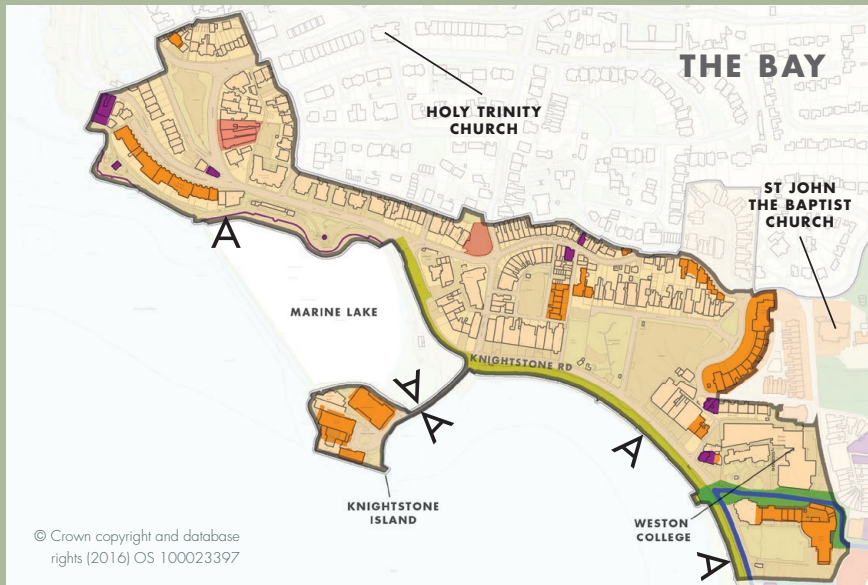 THE BAY
HOLY TRINITY
CHURCH
ST JOHN
THE BAPTIST
CHURCH
MARINE LAKE
KNIGHTSTONE RD
KNIGHTSTONE
ISLAND
WESTON
COLLEGE
© Crown copyright and database
rights (2016) OS 100023397